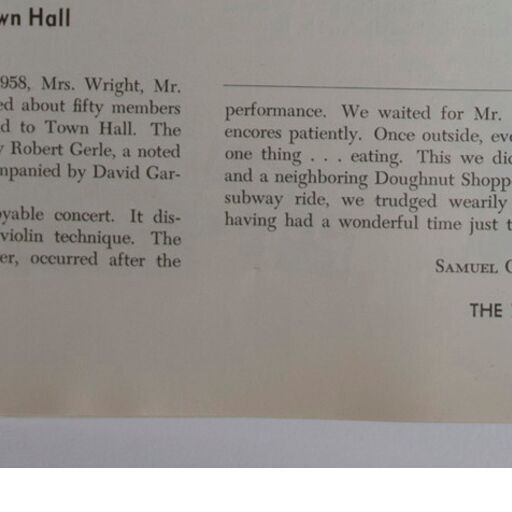 wn Hall
958, Mrs. Wright, Mr.
ed about fifty members
d to Town Hall. The
y Robert Gerle, a noted
mpanied by David Gar-
oyable concert. It dis-
violin technique. The
er, occurred after the
performance. We waited for Mr.
encores patiently. Once outside, eve
one thing . . . eating. This we dic
and a neighboring Doughnut Shopp
subway ride, we trudged wearily
having had a wonderful time just t
SAMUEL G
THE